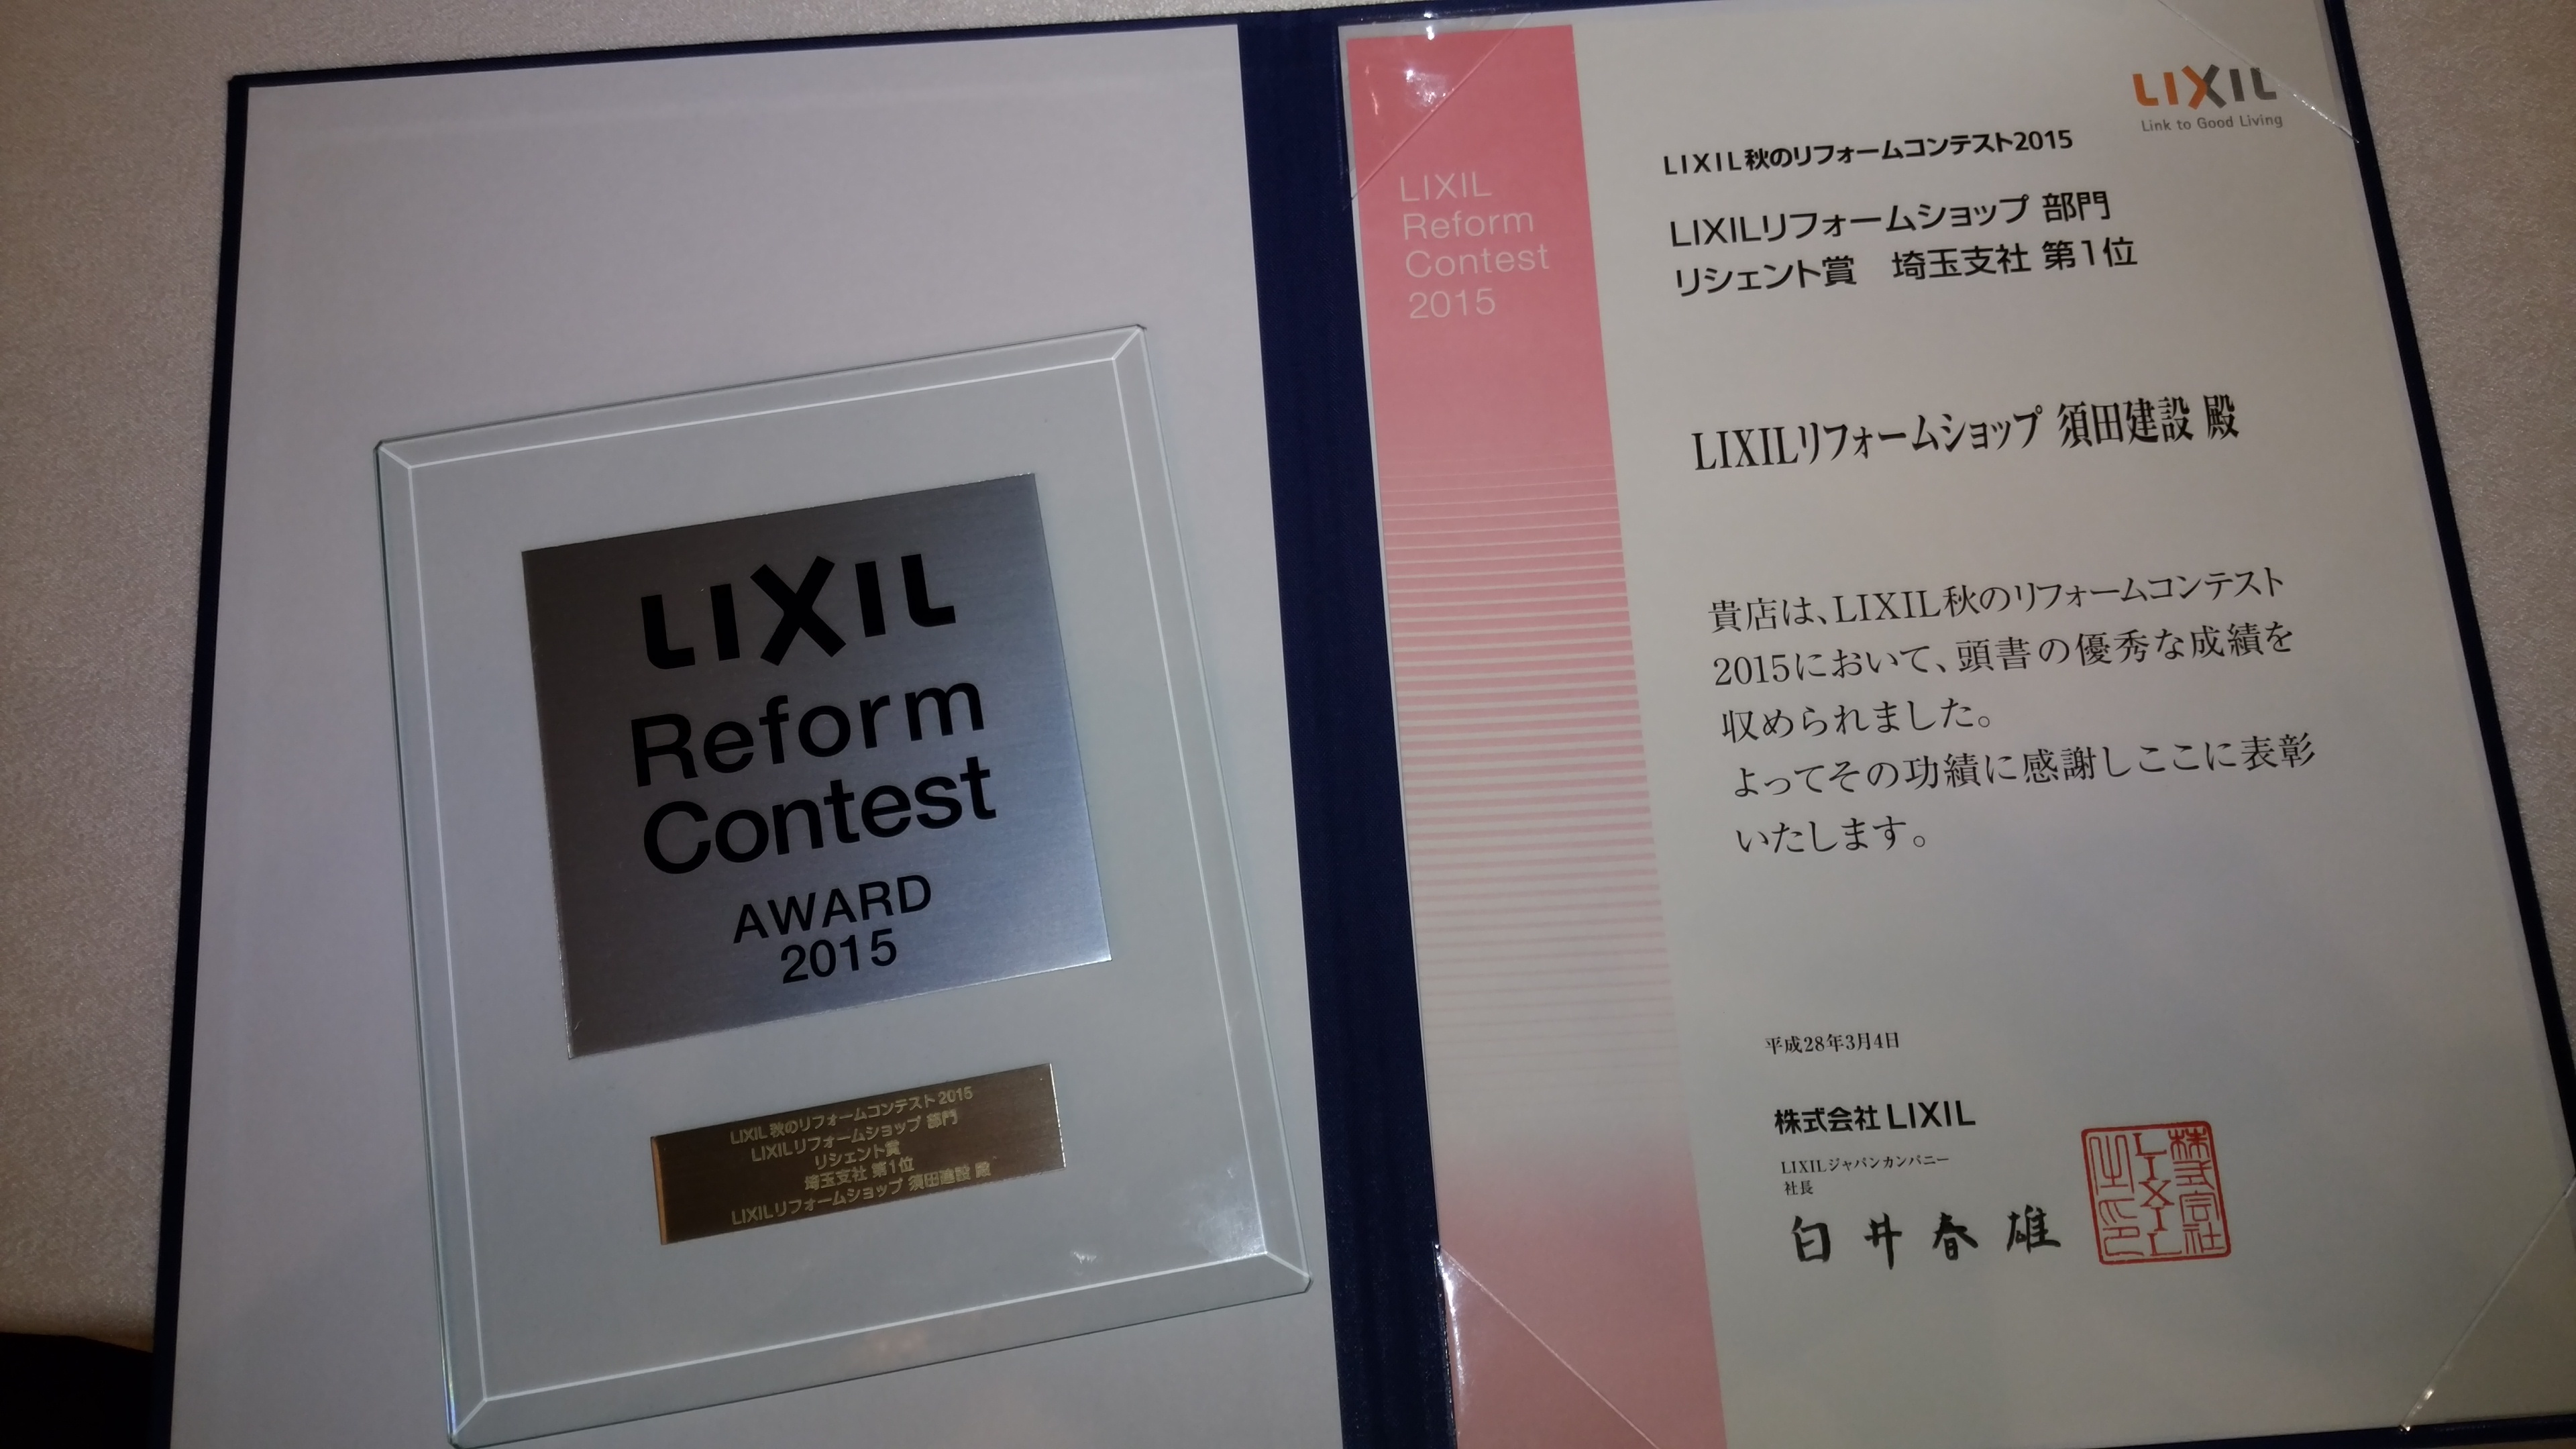 LIXIL
Reform
Contest
AWARD
2015
LIXIL 秋のリフォームコンテスト 2015
LIXILリフォームショップ 部門
リシェント賞
埼玉支社 第1位
LIXILリフォームショップ 須田建設 殿
LIXIL
Reform
Contest
2015
LIXIL
Link to Good Living
LIXIL秋のリフォームコンテスト2015
LIXILリフォームショップ 部門
リシェント賞 埼玉支社 第1位
LIXILリフォームショップ 須田建設 殿
貴店は、LIXIL秋のリフォームコンテスト
2015において、頭書の優秀な成績を
収められました。
よってその功績に感謝しここに表彰
いたします。
平成28年3月4日
株式会社 LIXIL
LIXILジャパンカンパニー
社長
白井春雄
株式会社
LIXIL
之印